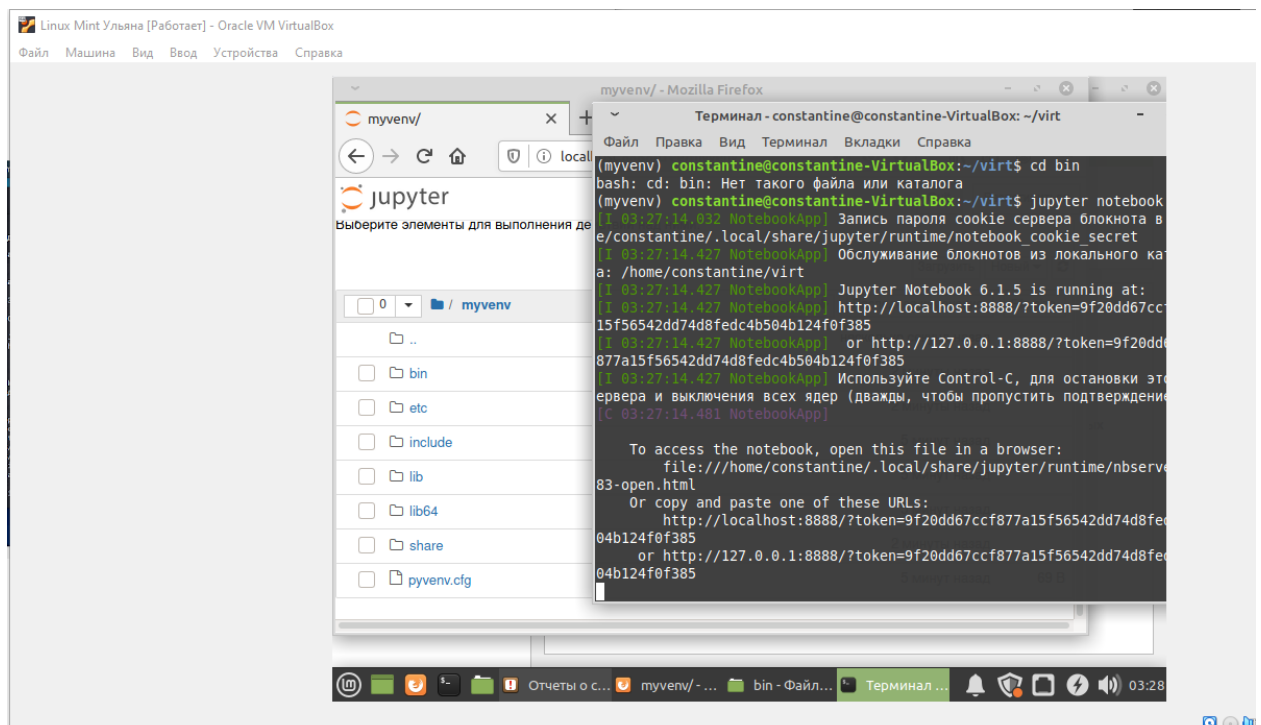 Linux Mint Ульяна [Работает] - Oracle VM VirtualBox
Файл Машина Вид Ввод Устройства Справка
myvenv/ - Mozilla Firefox
myvenv/
local
jupyter
Выберите элементы для выполнения де
0 / myvenv
..
bin
etc
include
lib
lib64
share
pyvenv.cfg
Терминал - constantine@constantine-VirtualBox: ~/virt
Файл Правка Вид Терминал Вкладки Справка
(myvenv) constantine@constantine-VirtualBox:~/virt$ cd bin
bash: cd: bin: Нет такого файла или каталога
(myvenv) constantine@constantine-VirtualBox:~/virt$ jupyter notebook
[I 03:27:14.032 NotebookApp] Запись пароля cookie сервера блокнота в
e/constantine/.local/share/jupyter/runtime/notebook_cookie_secret
[I 03:27:14.427 NotebookApp] Обслуживание блокнотов из локального кат
а: /home/constantine/virt
[I 03:27:14.427 NotebookApp] Jupyter Notebook 6.1.5 is running at:
[I 03:27:14.427 NotebookApp] http://localhost:8888/?token=9f20dd67ccf
15f56542dd74d8fedc4b504b124f0f385
[I 03:27:14.427 NotebookApp] or http://127.0.0.1:8888/?token=9f20dd6
877a15f56542dd74d8fedc4b504b124f0f385
[I 03:27:14.427 NotebookApp] Используйте Control-C, для остановки это
ервера и выключения всех ядер (дважды, чтобы пропустить подтверждение
[C 03:27:14.481 NotebookApp]
To access the notebook, open this file in a browser:
file:///home/constantine/.local/share/jupyter/runtime/nbserve
83-open.html
Or copy and paste one of these URLs:
http://localhost:8888/?token=9f20dd67ccf877a15f56542dd74d8fed
04b124f0f385
or http://127.0.0.1:8888/?token=9f20dd67ccf877a15f56542dd74d8fed
04b124f0f385
Отчеты о с... myvenv/ - ... bin - Файл... Терминал ... 03:28